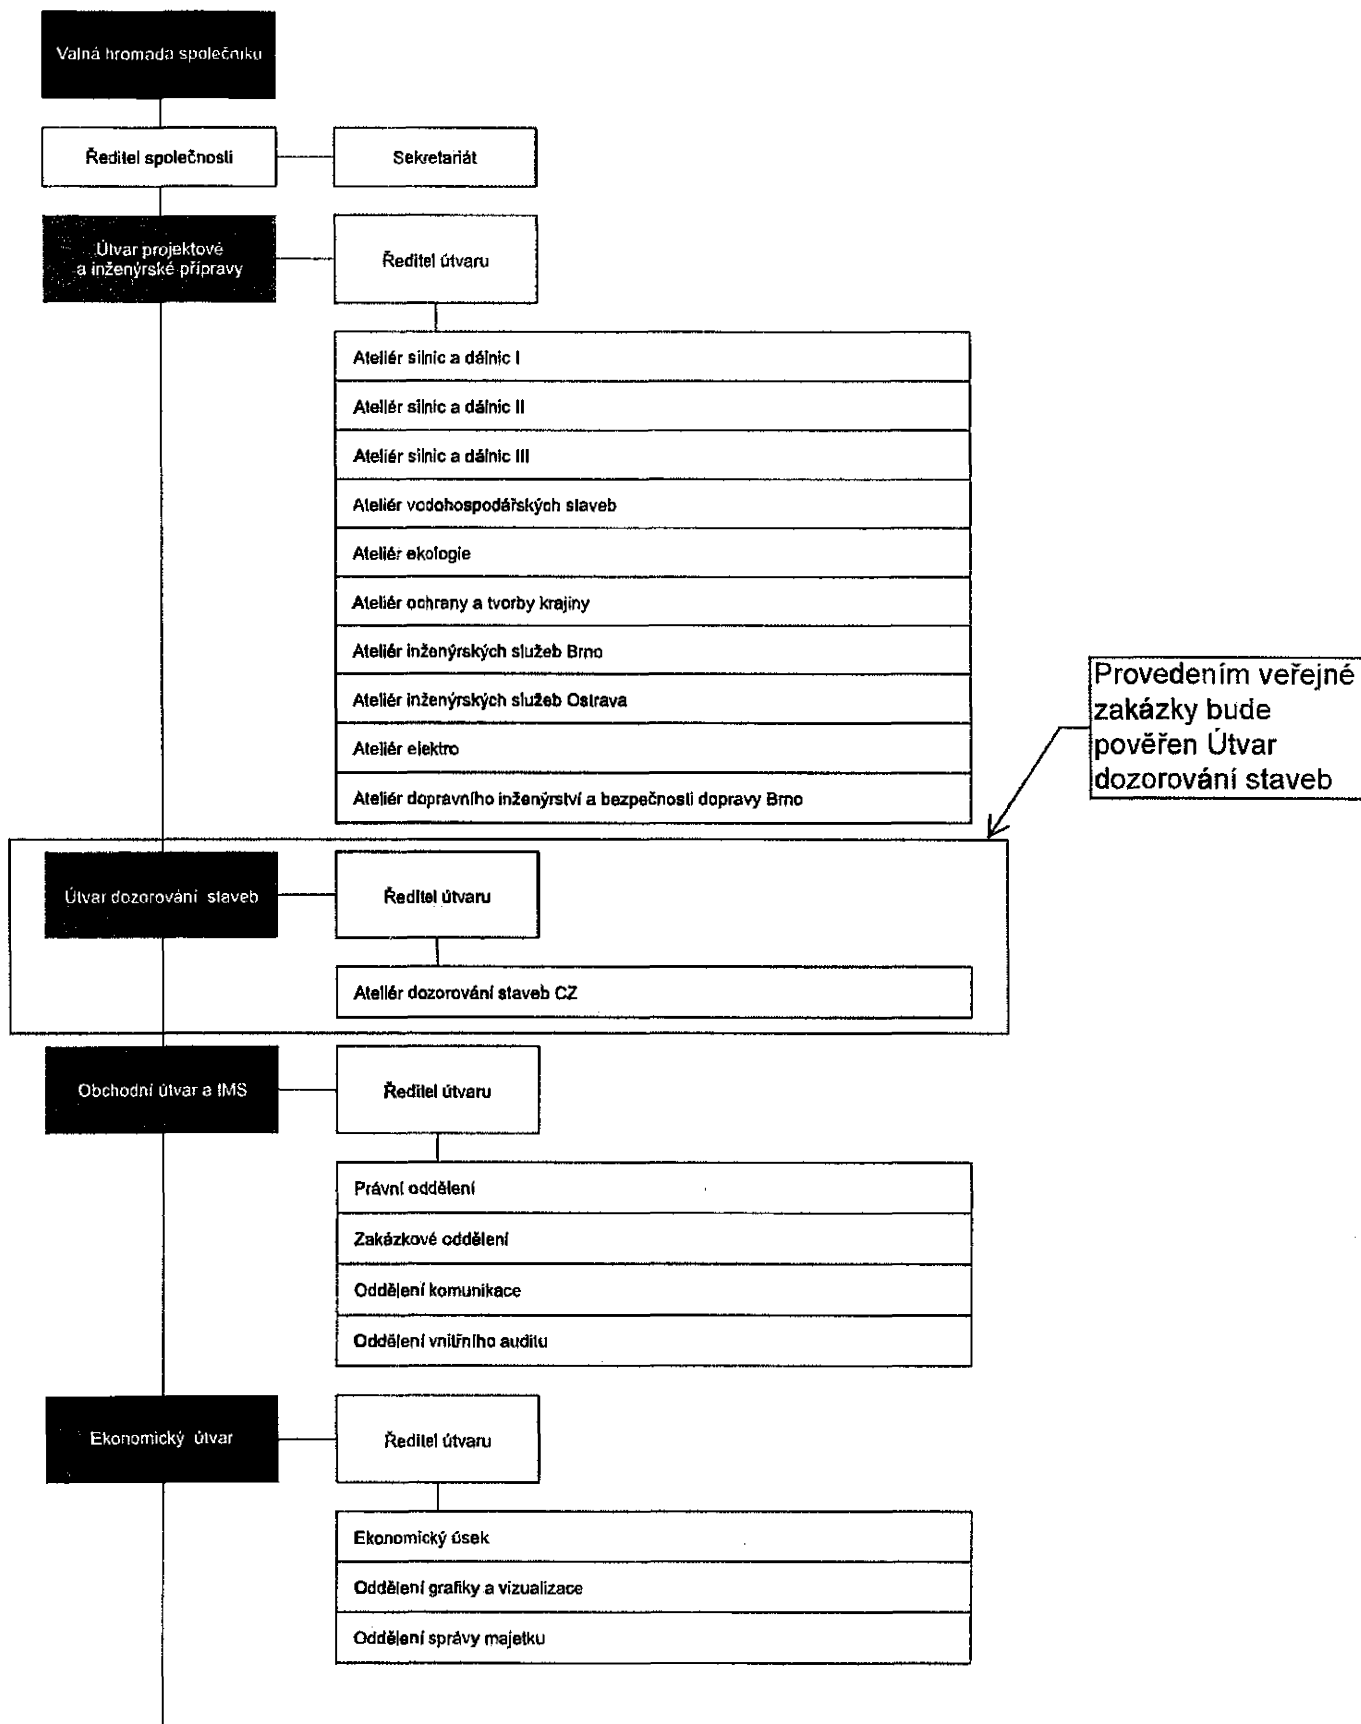 Valná hromada společníku
Ředitel společnosti
Sekretariát
Útvar projektové
a inženýrské přípravy
Ředitel útvaru
Ateliér silnic a dálnic I
Ateliér silnic a dálnic II
Ateliér silnic a dálnic III
Ateliér vodohospodářských staveb
Ateliér ekologie
Ateliér ochrany a tvorby krajiny
Ateliér inženýrských služeb Brno
Ateliér inženýrských služeb Ostrava
Ateliér elektro
Ateliér dopravního inženýrství a bezpečnosti dopravy Brno
Provedením veřejné
zakázky bude
pověřen Útvar
dozorování staveb
Útvar dozorování staveb
Ředitel útvaru
Ateliér dozorování staveb CZ
Obchodní útvar a IMS
Ředitel útvaru
Právní oddělení
Zakázkové oddělení
Oddělení komunikace
Oddělení vnitřního auditu
Ekonomický útvar
Ředitel útvaru
Ekonomický úsek
Oddělení grafiky a vizualizace
Oddělení správy majetku